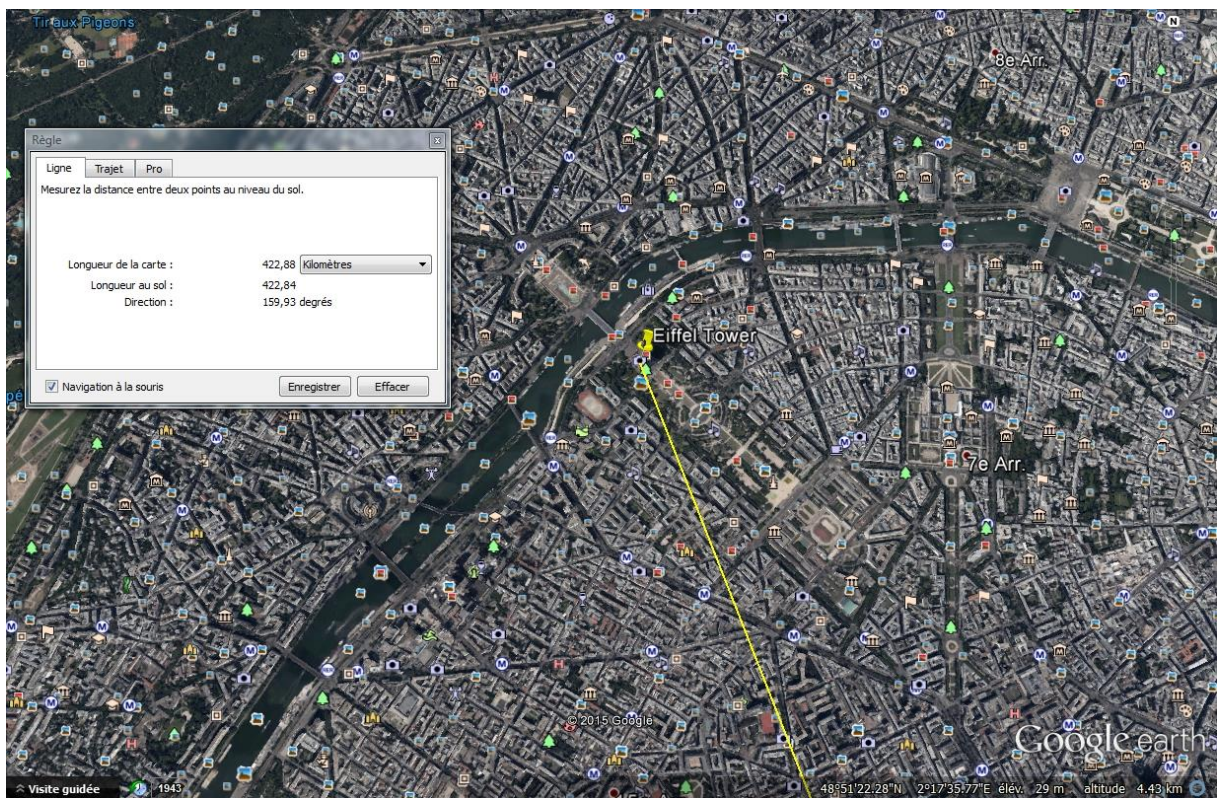 Tir aux Pigeons
8e Arr.
Règle
Ligne Trajet Pro
Mesurez la distance entre deux points au niveau du sol.
Longueur de la carte : 422,88 Kilomètres
Longueur au sol : 422,84
Direction : 159,93 degrés
Navigation à la souris Enregistrer Effacer
Eiffel Tower
7e Arr.
© 2015 Google
Google earth
Visite guidée 1943
48°51'22.28"N 2°17'35.77"E élév. 29 m altitude 4.43 km